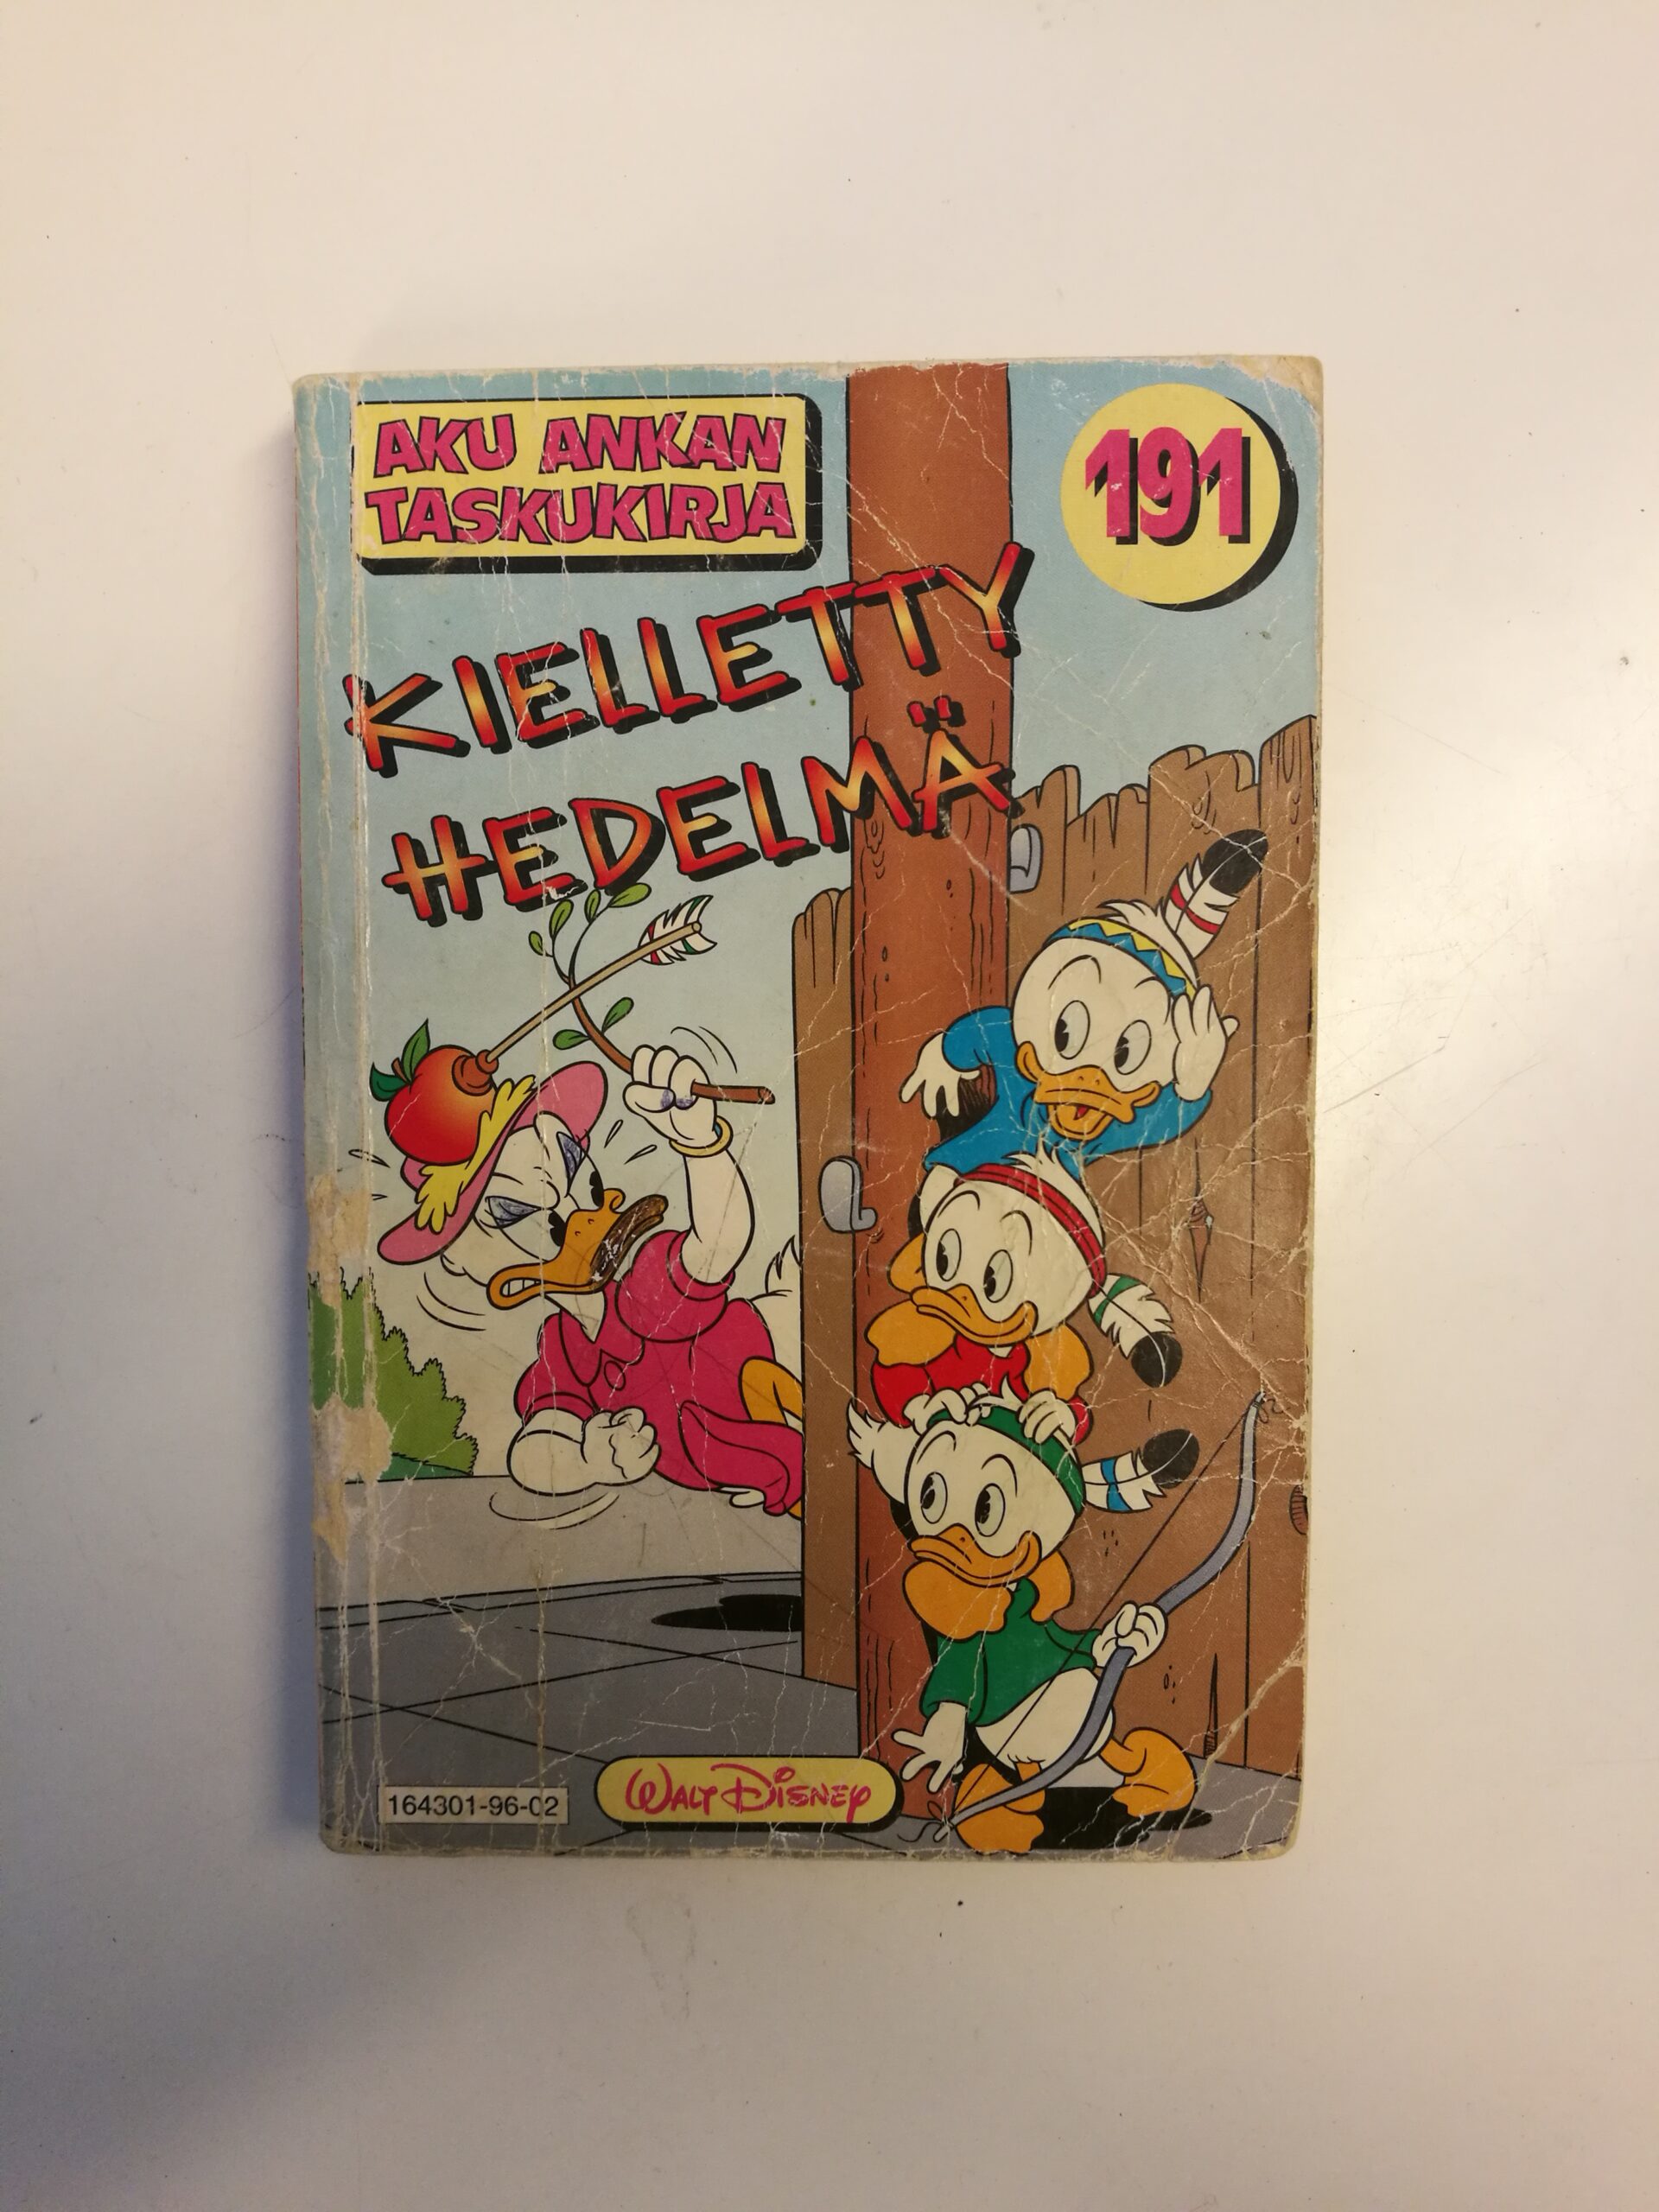 AKU ANKAN
TASKUKIRJA
191
KIELLETTY
HEDELMÄ
164301-96-02
WALT DISNEY